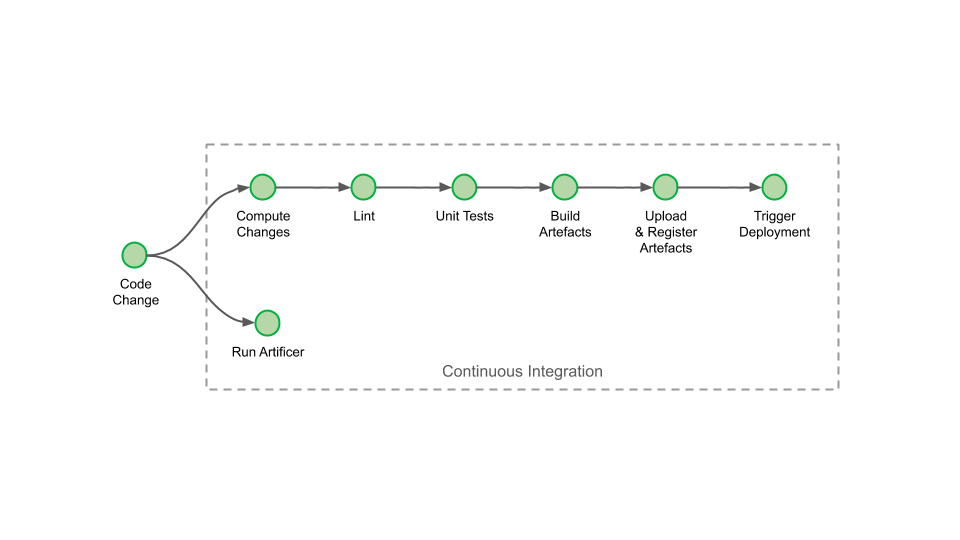 Compute
Changes
Lint
Unit Tests
Build
Artefacts
Upload
& Register
Artefacts
Trigger
Deployment
Code
Change
Run Artificer
Continuous Integration